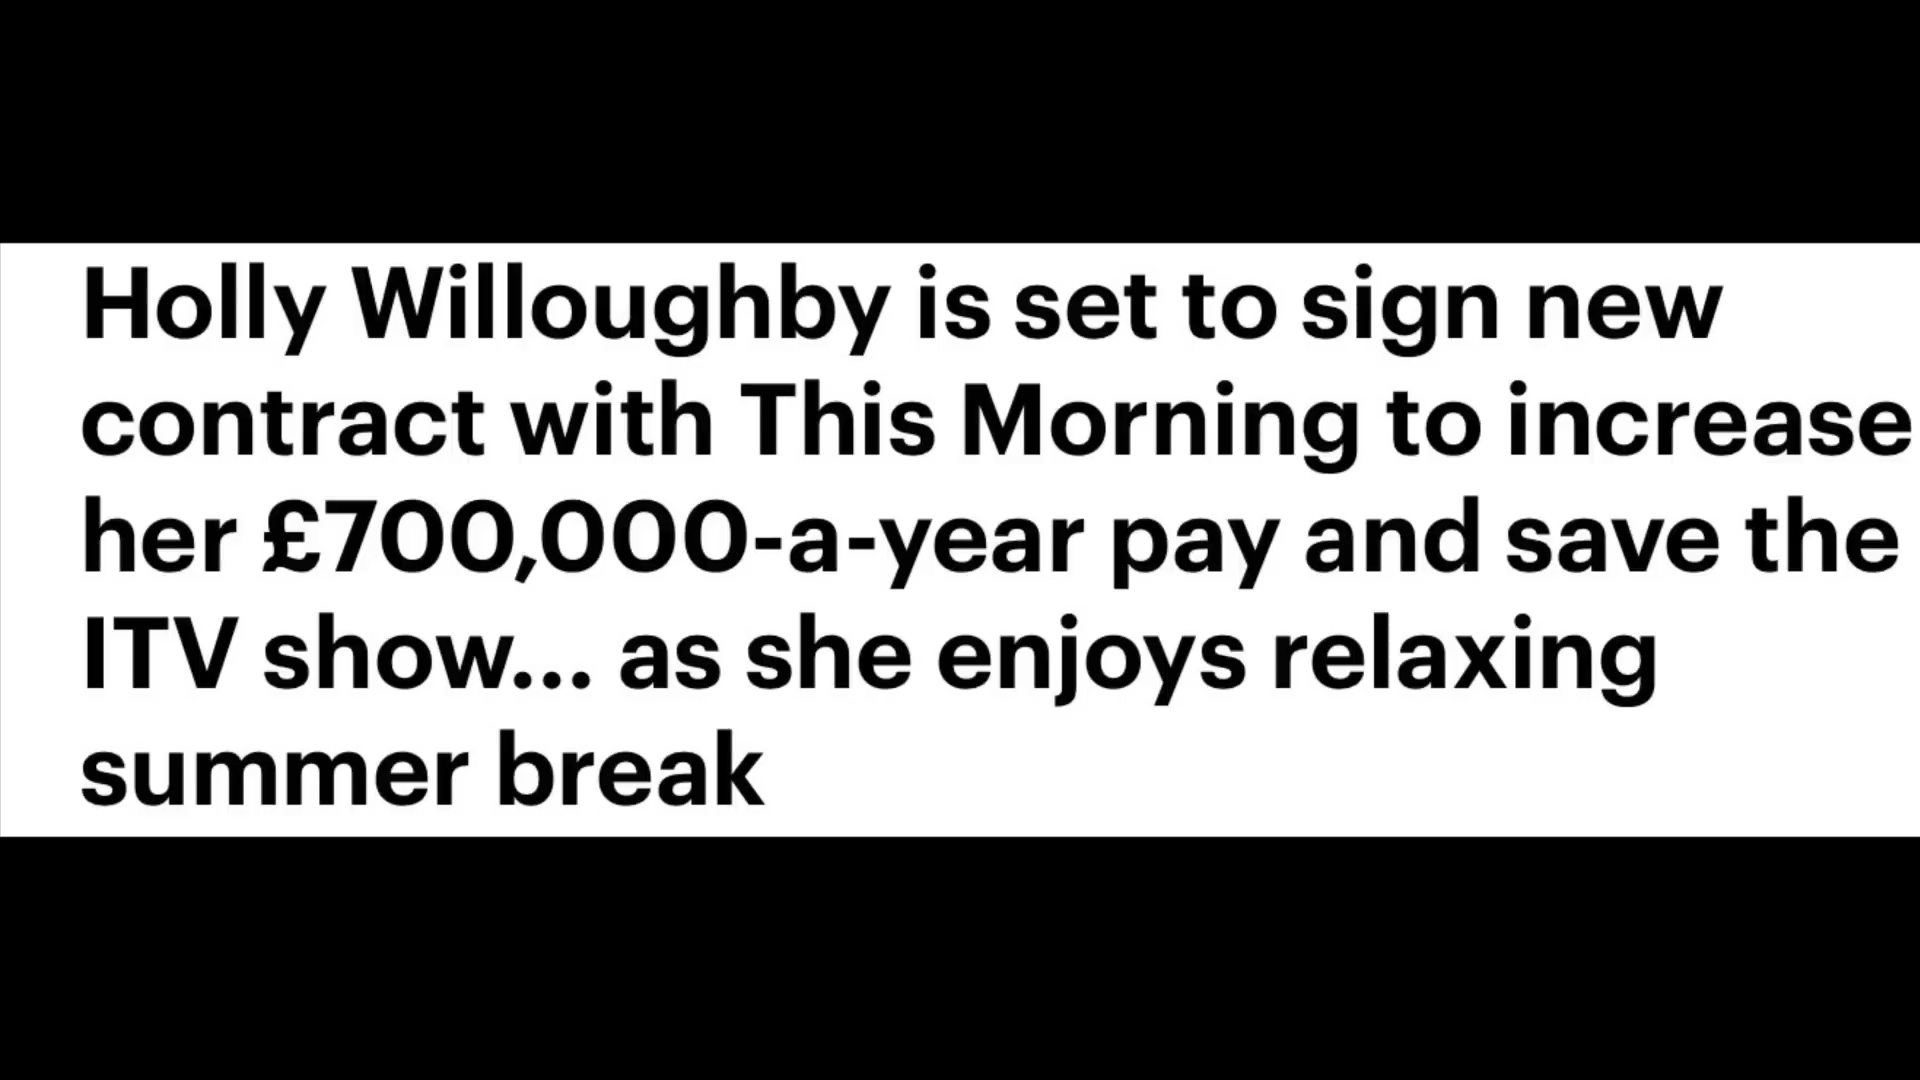 Holly Willoughby is set to sign new
contract with This Morning to increase
her £700,000-a-year pay and save the
ITV show... as she enjoys relaxing
summer break